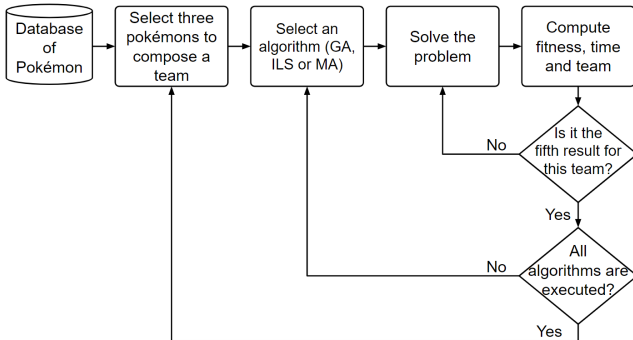 Database
of
Pokémon
Select three
pokémons to
compose a
team
Select an
algorithm (GA,
ILS or MA)
Solve the
problem
Compute
fitness, time
and team
Is it the
fifth result for
this team?
No
Yes
All
algorithms are
executed?
No
Yes